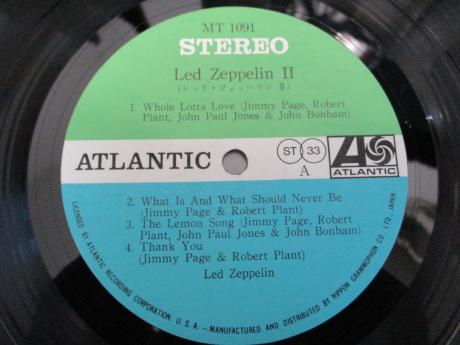 MT 1091
STEREO
Led Zeppelin II
(レッド・ツェッペリン II)
1. Whole Lotta Love (Jimmy Page, Robert
Plant, John Paul Jones & John Bonham)
ATLANTIC
ST 33
A
ATLANTIC
2. What Is And What Should Never Be
(Jimmy Page & Robert Plant)
3. The Lemon Song (Jimmy Page, Robert
Plant, John Paul Jones & John Bonham)
4. Thank You
(Jimmy Page & Robert Plant)
Led Zeppelin
LICENSED BY ATLANTIC RECORDING CORPORATION U.S.A. - MANUFACTURED AND DISTRIBUTED BY NIPPON GRAMMOPHON CO. LTD., JAPAN